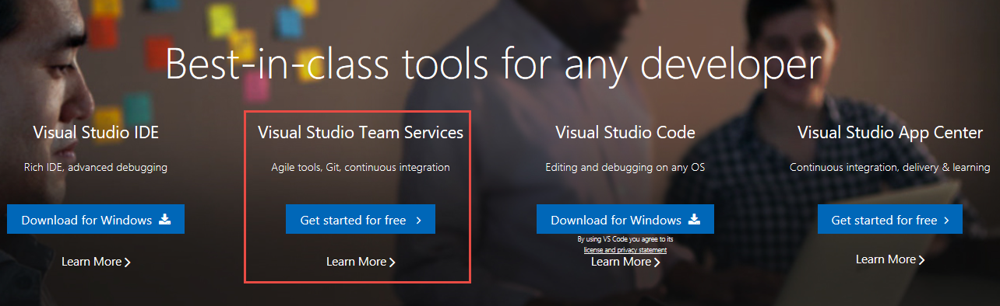 Best-in-class tools for any developer
Visual Studio IDE
Rich IDE, advanced debugging
Download for Windows
Learn More
Visual Studio Team Services
Agile tools, Git, continuous integration
Get started for free
Learn More
Visual Studio Code
Editing and debugging on any OS
Download for Windows
By using VS Code you agree to its
license and privacy statement
Learn More
Visual Studio App Center
Continuous integration, delivery & learning
Get started for free
Learn More